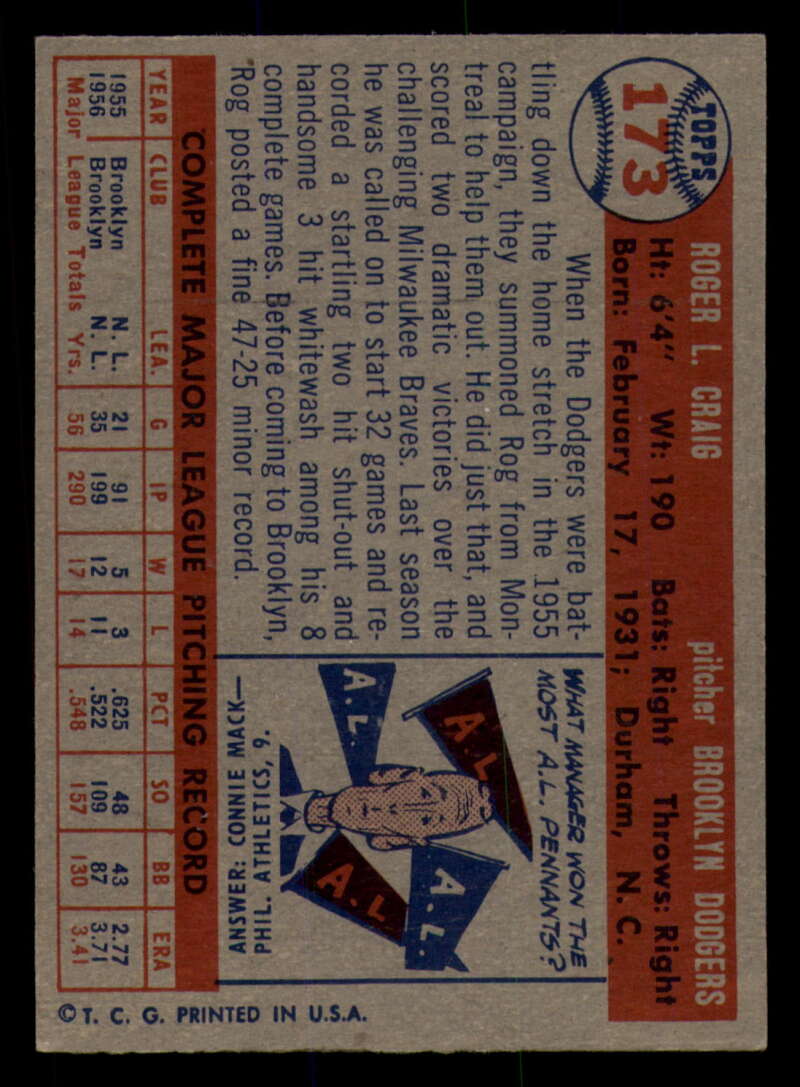 TOPPS
173
ROGER L. CRAIG
pitcher BROOKLYN DODGERS
Ht: 6'4" Wt: 190 Bats: Right Throws: Right
Born: February 17, 1931; Durham, N. C.
When the Dodgers were bat-
tling down the home stretch in the 1955
campaign, they summoned Rog from Mon-
treal to help them out. He did just that, and
scored two dramatic victories over the
challenging Milwaukee Braves. Last season
he was called on to start 32 games and re-
corded a startling two hit shut-out and
handsome 3 hit whitewash among his 8
complete games. Before coming to Brooklyn,
Rog posted a fine 47-25 minor record.
WHAT MANAGER WON THE
MOST A.L. PENNANTS?
A.L.
A.L.
A.L.
A.L.
ANSWER: CONNIE MACK—
PHIL. ATHLETICS, 9.
COMPLETE MAJOR LEAGUE PITCHING RECORD
YEAR CLUB LEA. G IP W L PCT SO BB ERA
1955 Brooklyn N. L. 21 91 5 3 .625 48 43 2.77
1956 Brooklyn N. L. 35 199 12 11 .522 109 87 3.71
Major League Totals Yrs. 56 290 17 14 .548 157 130 3.41
© T. C. G. PRINTED IN U.S.A.